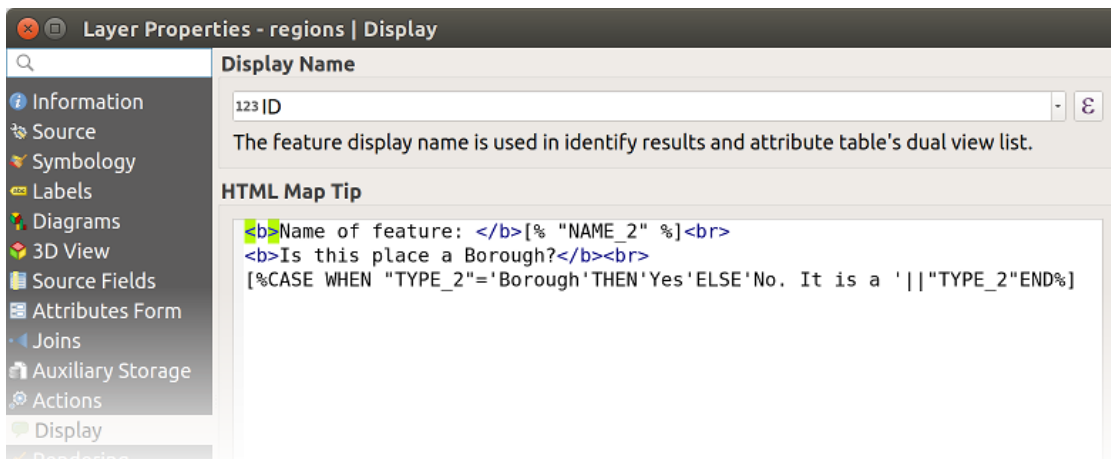 Layer Properties - regions | Display
Information
Source
Symbology
abc Labels
Diagrams
3D View
Source Fields
Attributes Form
Joins
Auxiliary Storage
Actions
Display
Rendering
Display Name
123 ID
ε
The feature display name is used in identify results and attribute table's dual view list.
HTML Map Tip
<b>Name of feature: </b>[% "NAME_2" %]<br>
<b>Is this place a Borough?</b><br>
[%CASE WHEN "TYPE_2"='Borough'THEN'Yes'ELSE'No. It is a '||"TYPE_2"END%]